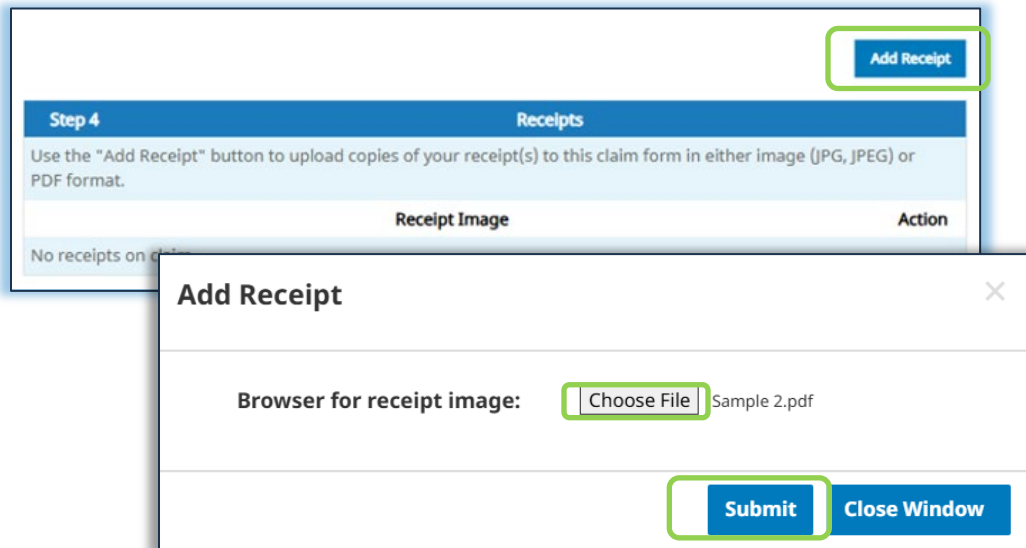 Add Receipt
Step 4 Receipts
Use the "Add Receipt" button to upload copies of your receipt(s) to this claim form in either image (JPG, JPEG) or
PDF format.
Receipt Image Action
No receipts on claim
Add Receipt ×
Browser for receipt image: Choose File Sample 2.pdf
Submit Close Window